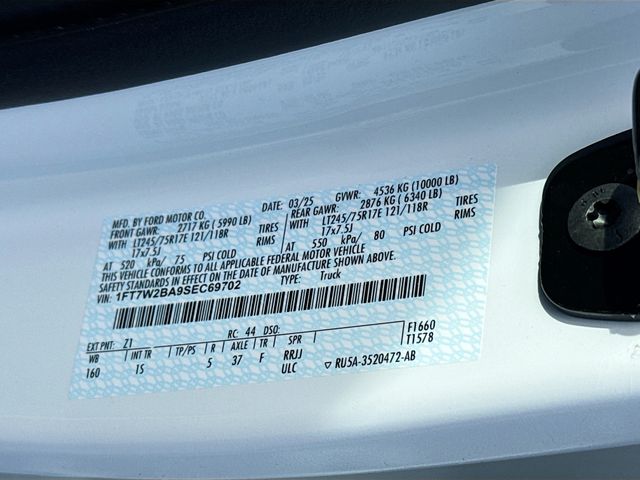 MFD. BY FORD MOTOR CO.
DATE: 03/25 GVWR: 4536 KG (10000 LB)
FRONT GAWR: 2717 KG ( 5990 LB) REAR GAWR: 2876 KG ( 6340 LB)
WITH LT245/75R17E 121/118R TIRES WITH LT245/75R17E 121/118R TIRES
17x7.5J RIMS 17x7.5J RIMS
AT 520 kPa/ 75 PSI COLD AT 550 kPa/ 80 PSI COLD
THIS VEHICLE CONFORMS TO ALL APPLICABLE FEDERAL MOTOR VEHICLE
SAFETY STANDARDS IN EFFECT ON THE DATE OF MANUFACTURE SHOWN ABOVE.
VIN: 1FT7W2BA9SEC69702 TYPE: Truck
EXT PNT: Z1 RC: 44 DSO: F1660
WB INT TR TP/PS R AXLE TR SPR T1578
160 1S 5 37 F RRJJ
ULC ▽ RU5A-3520472-AB